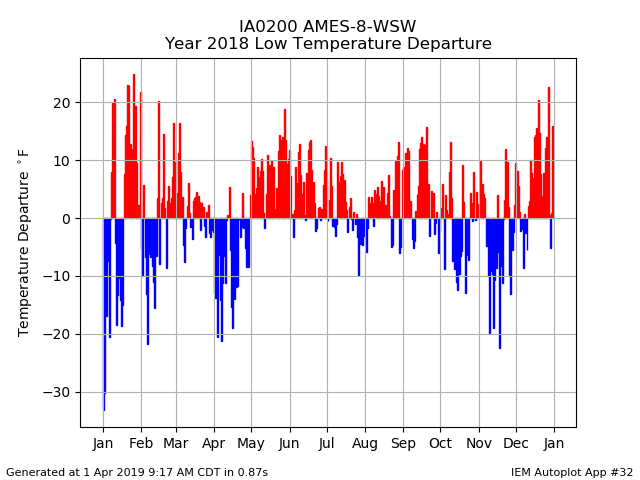 IA0200 AMES-8-WSW
Year 2018 Low Temperature Departure
Temperature Departure °F
20
10
0
−10
−20
−30
Jan Feb Mar Apr May Jun Jul Aug Sep Oct Nov Dec Jan
Generated at 1 Apr 2019 9:17 AM CDT in 0.87s
IEM Autoplot App #32